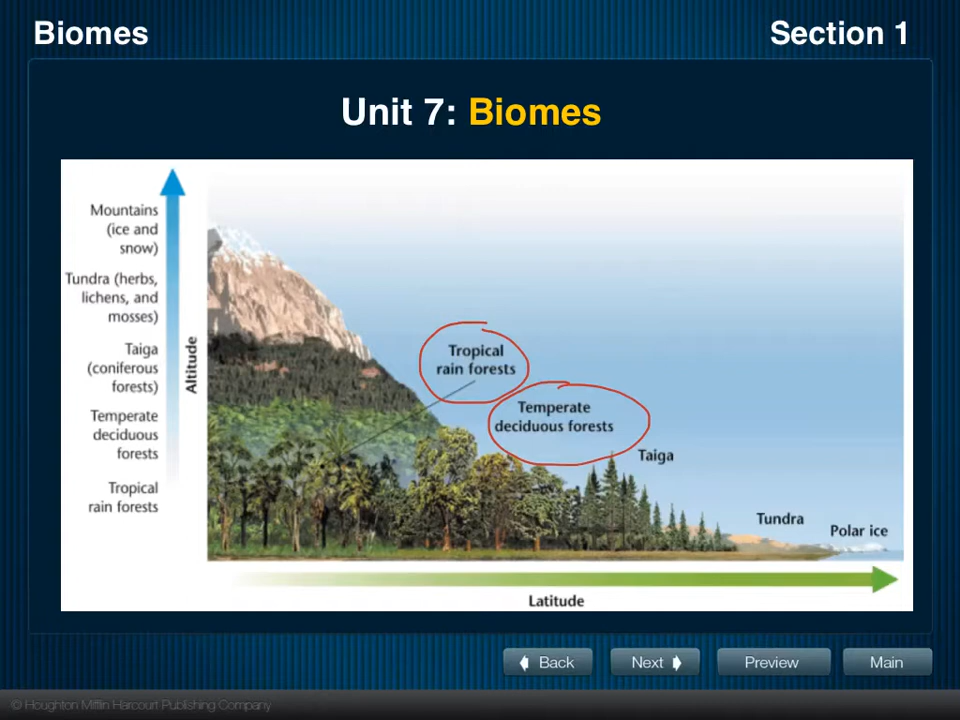 Biomes
Section 1
Unit 7: Biomes
Mountains
(ice and
snow)
Tundra (herbs,
lichens, and
mosses)
Taiga
(coniferous
forests)
Temperate
deciduous
forests
Tropical
rain forests
Altitude
Tropical
rain forests
Temperate
deciduous forests
Taiga
Tundra
Polar ice
Latitude
Back
Next
Preview
Main
© Houghton Mifflin Harcourt Publishing Company